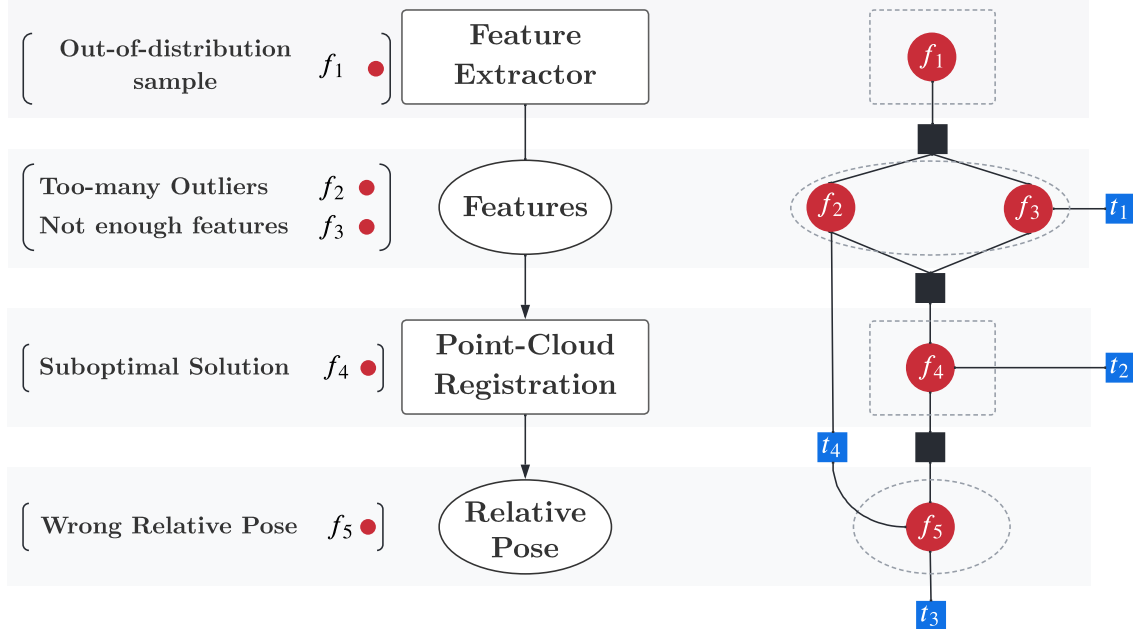 Out-of-distribution
sample
f1
Feature
Extractor
f1
Too-many Outliers f2
Not enough features f3
Features
f2
f3
t1
Suboptimal Solution f4
Point-Cloud
Registration
f4
t2
t4
Wrong Relative Pose f5
Relative
Pose
f5
t3